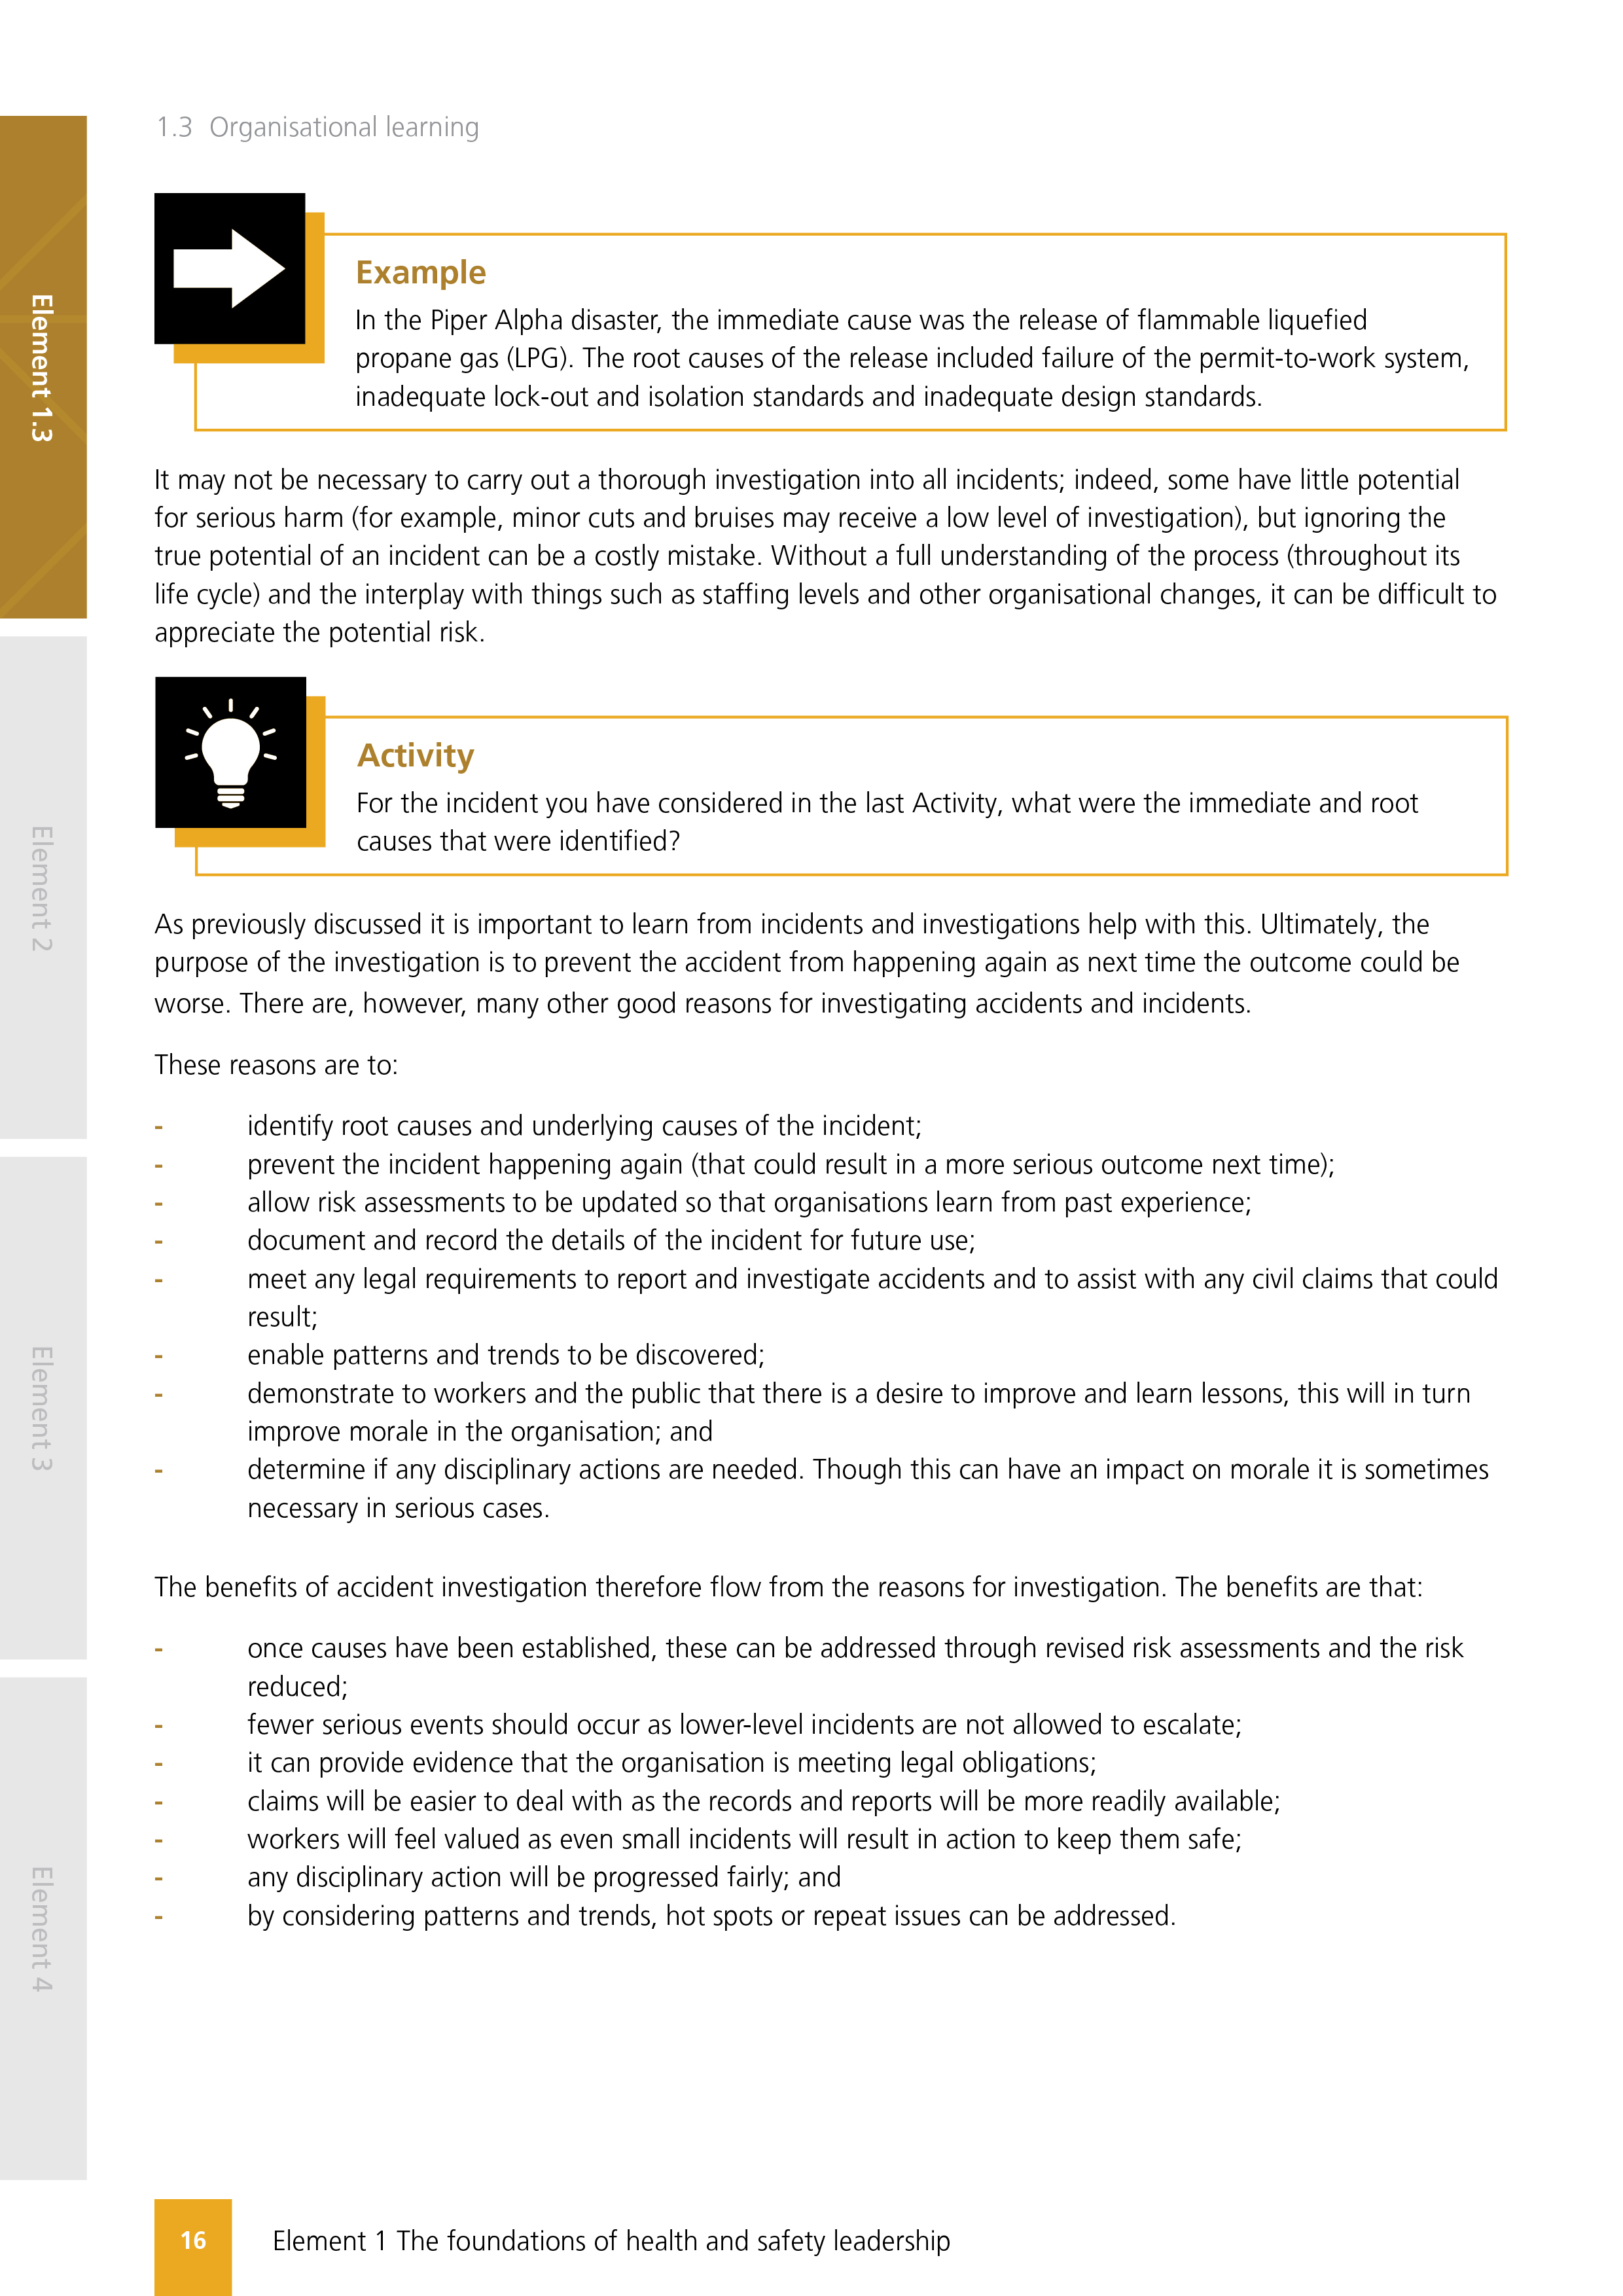 1.3 Organisational learning
Element 1.3
Element 2
Element 3
Element 4
Example
In the Piper Alpha disaster, the immediate cause was the release of flammable liquefied
propane gas (LPG). The root causes of the release included failure of the permit-to-work system,
inadequate lock-out and isolation standards and inadequate design standards.
It may not be necessary to carry out a thorough investigation into all incidents; indeed, some have little potential
for serious harm (for example, minor cuts and bruises may receive a low level of investigation), but ignoring the
true potential of an incident can be a costly mistake. Without a full understanding of the process (throughout its
life cycle) and the interplay with things such as staffing levels and other organisational changes, it can be difficult to
appreciate the potential risk.
Activity
For the incident you have considered in the last Activity, what were the immediate and root
causes that were identified?
As previously discussed it is important to learn from incidents and investigations help with this. Ultimately, the
purpose of the investigation is to prevent the accident from happening again as next time the outcome could be
worse. There are, however, many other good reasons for investigating accidents and incidents.
These reasons are to:
- identify root causes and underlying causes of the incident;
- prevent the incident happening again (that could result in a more serious outcome next time);
- allow risk assessments to be updated so that organisations learn from past experience;
- document and record the details of the incident for future use;
- meet any legal requirements to report and investigate accidents and to assist with any civil claims that could
result;
- enable patterns and trends to be discovered;
- demonstrate to workers and the public that there is a desire to improve and learn lessons, this will in turn
improve morale in the organisation; and
- determine if any disciplinary actions are needed. Though this can have an impact on morale it is sometimes
necessary in serious cases.
The benefits of accident investigation therefore flow from the reasons for investigation. The benefits are that:
- once causes have been established, these can be addressed through revised risk assessments and the risk
reduced;
- fewer serious events should occur as lower-level incidents are not allowed to escalate;
- it can provide evidence that the organisation is meeting legal obligations;
- claims will be easier to deal with as the records and reports will be more readily available;
- workers will feel valued as even small incidents will result in action to keep them safe;
- any disciplinary action will be progressed fairly; and
- by considering patterns and trends, hot spots or repeat issues can be addressed.
16 Element 1 The foundations of health and safety leadership